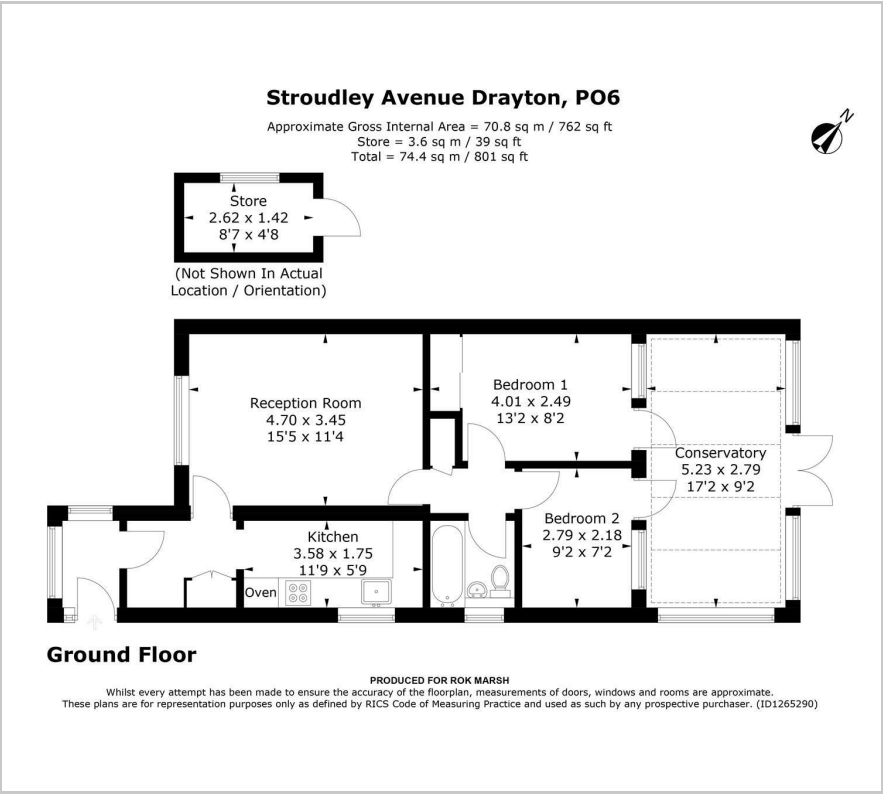 Stroudley Avenue Drayton, PO6
Approximate Gross Internal Area = 70.8 sq m / 762 sq ft
Store = 3.6 sq m / 39 sq ft
Total = 74.4 sq m / 801 sq ft
N
Store
2.62 x 1.42
8'7 x 4'8
(Not Shown In Actual
Location / Orientation)
Reception Room
4.70 x 3.45
15'5 x 11'4
Bedroom 1
4.01 x 2.49
13'2 x 8'2
Conservatory
5.23 x 2.79
17'2 x 9'2
Kitchen
3.58 x 1.75
11'9 x 5'9
Oven
Bedroom 2
2.79 x 2.18
9'2 x 7'2
Ground Floor
PRODUCED FOR ROK MARSH
Whilst every attempt has been made to ensure the accuracy of the floorplan, measurements of doors, windows and rooms are approximate.
These plans are for representation purposes only as defined by RICS Code of Measuring Practice and used as such by any prospective purchaser. (ID1265290)